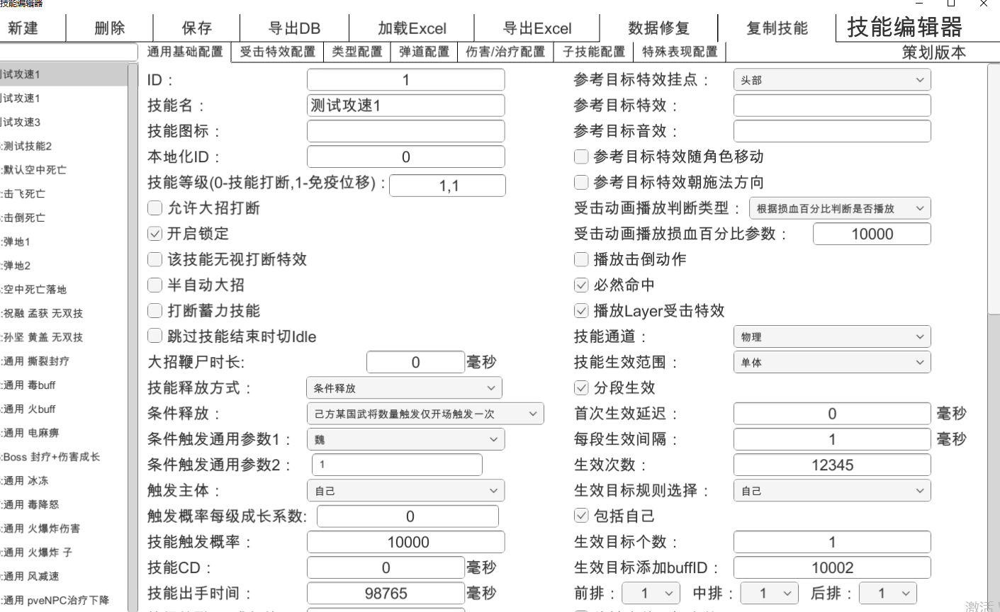 技能编辑器
新建 删除 保存 导出DB 加载Excel 导出Excel 数据修复 复制技能 技能编辑器
通用基础配置 受击特效配置 类型配置 弹道配置 伤害/治疗配置 子技能配置 特殊表现配置 策划版本
试攻速1
试攻速1
试攻速3
:测试技能2
:默认空中死亡
:击飞死亡
:击倒死亡
:弹地1
:弹地2
:空中死亡落地
:祝融 孟获 无双技
:孙坚 黄盖 无双技
:通用 撕裂封疗
:通用 毒buff
:通用 火buff
:通用 电麻痹
:Boss 封疗+伤害成长
:通用 冰冻
:通用 毒降怒
:通用 火爆炸伤害
:通用 火爆炸 子
:通用 风减速
:通用 pveNPC治疗下降
ID： 1
技能名： 测试攻速1
技能图标：
本地化ID： 0
技能等级(0-技能打断,1-免疫位移)： 1,1
允许大招打断
开启锁定
该技能无视打断特效
半自动大招
打断蓄力技能
跳过技能结束时切Idle
大招鞭尸时长: 0 毫秒
技能释放方式： 条件释放
条件释放： 己方某国武将数量触发仅开场触发一次
条件触发通用参数1： 魏
条件触发通用参数2： 1
触发主体： 自己
触发概率每级成长系数: 0
技能触发概率： 10000
技能CD： 0 毫秒
技能出手时间： 98765 毫秒
参考目标特效挂点： 头部
参考目标特效：
参考目标音效：
参考目标特效随角色移动
参考目标特效朝施法方向
受击动画播放判断类型： 根据损血百分比判断是否播放
受击动画播放损血百分比参数： 10000
播放击倒动作
必然命中
播放Layer受击特效
技能通道： 物理
技能生效范围： 单体
分段生效
首次生效延迟： 0 毫秒
每段生效间隔： 1 毫秒
生效次数： 12345
生效目标规则选择： 自己
包括自己
生效目标个数： 1
生效目标添加buffID： 10002
前排： 1 中排： 1 后排： 1
激活